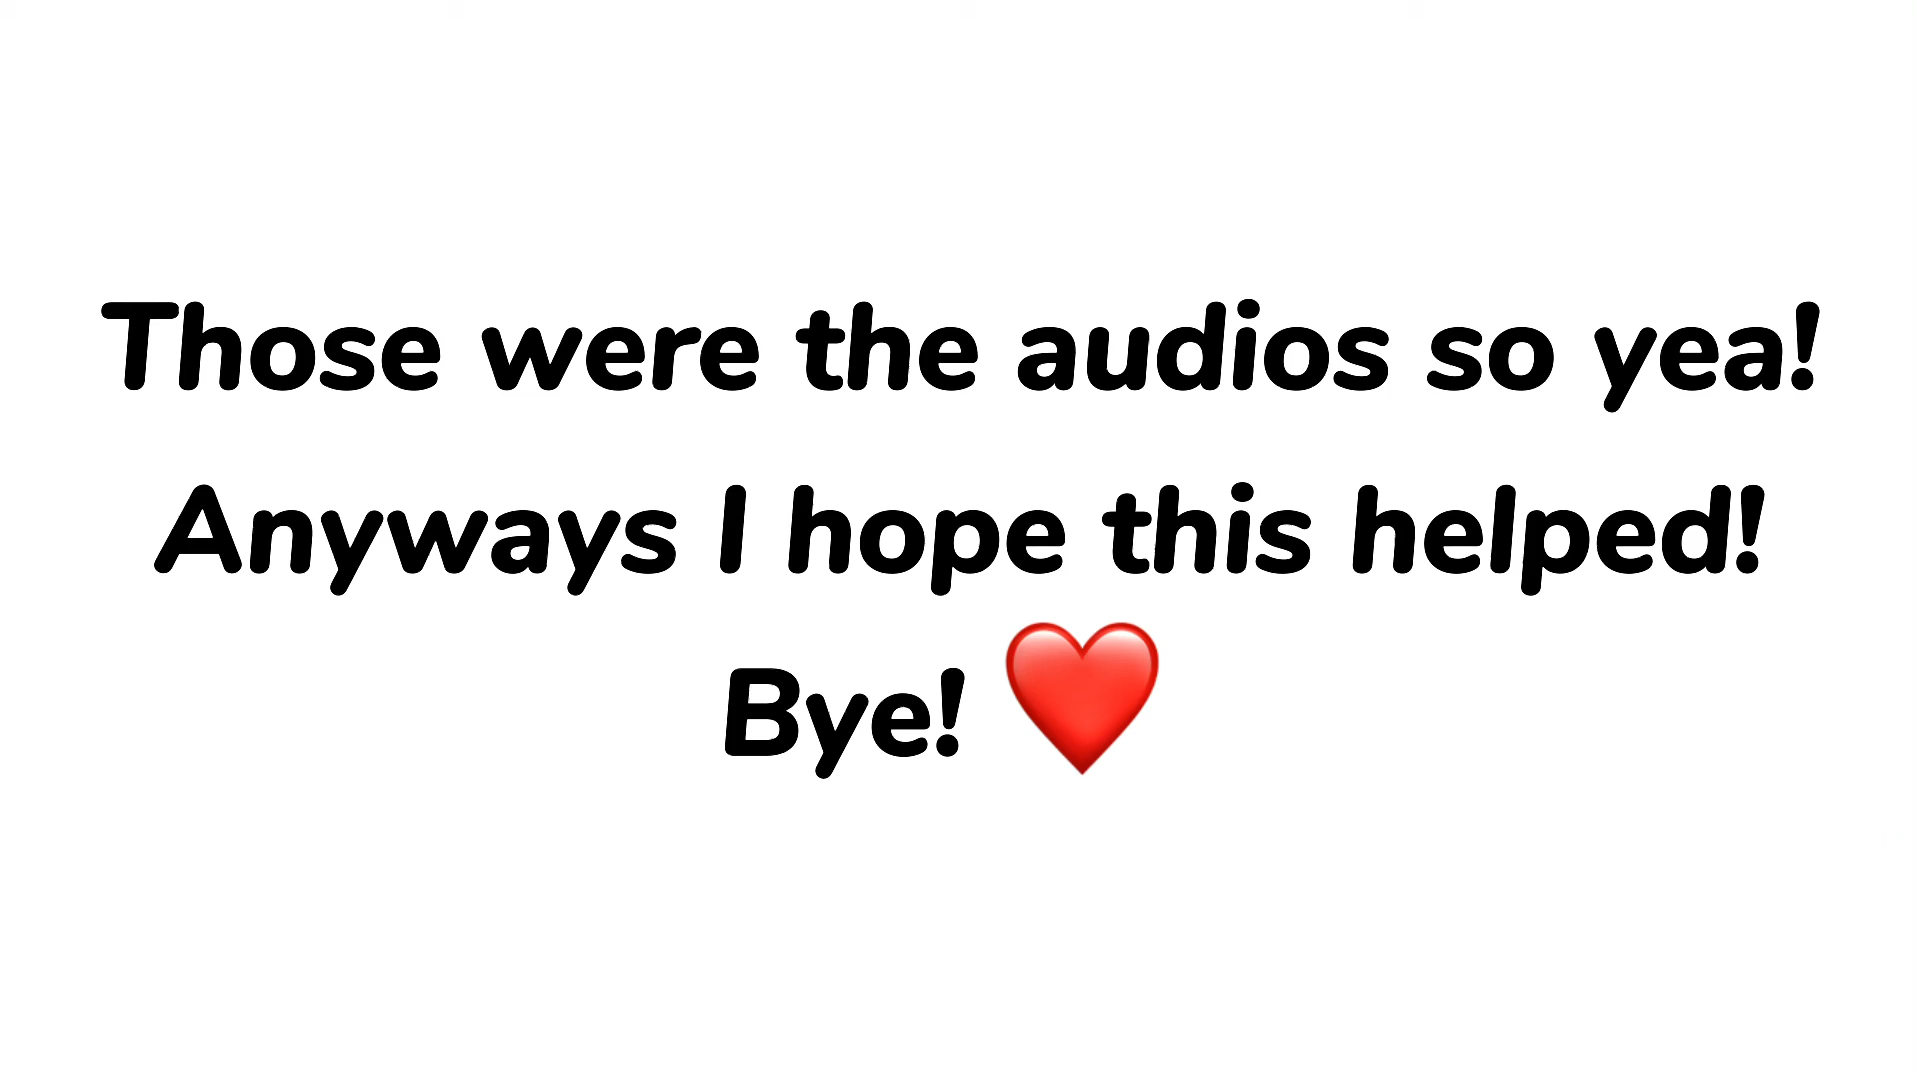 Those were the audios so yea!
Anyways I hope this helped!
Bye! ❤️